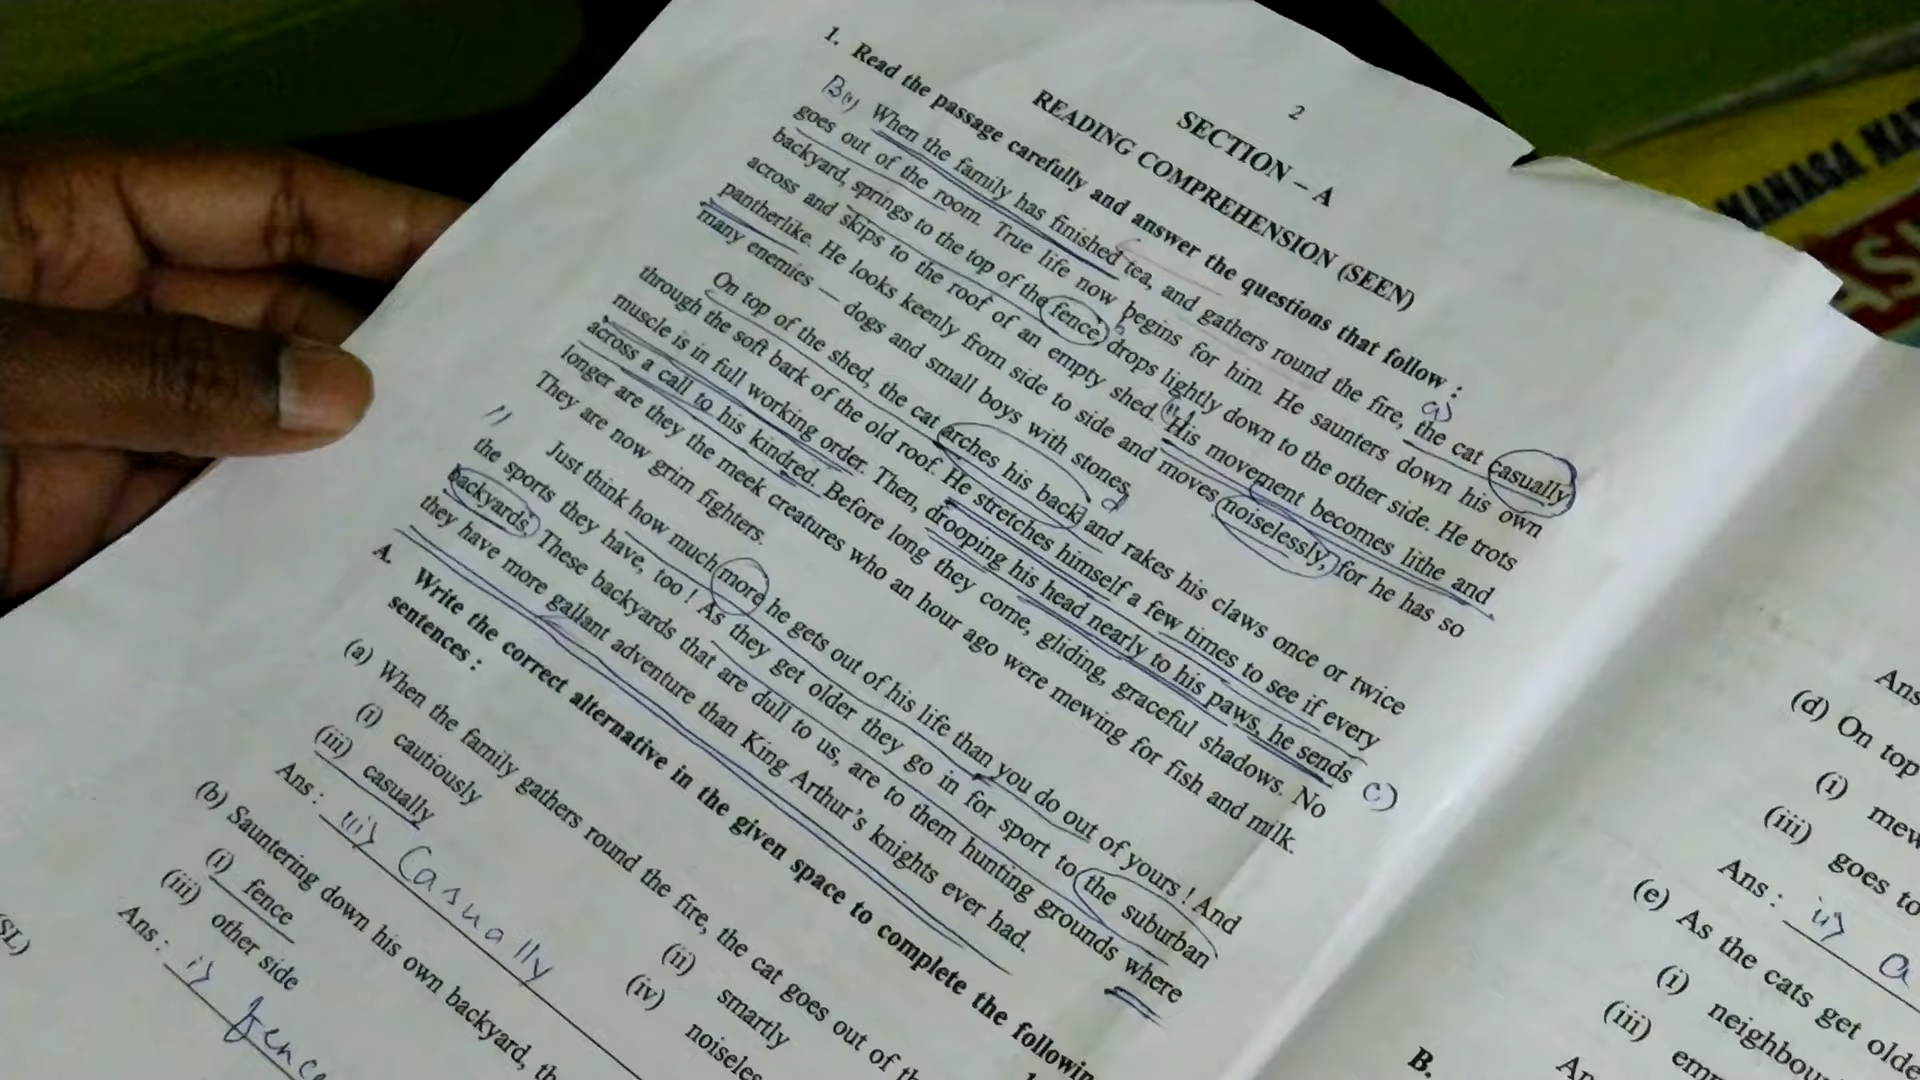 2
SECTION – A
READING COMPREHENSION (SEEN)
1. Read the passage carefully and answer the questions that follow :
B(i) When the family has finished tea, and gathers round the fire, the cat casually
a)
goes out of the room. True life now begins for him. He saunters down his own
backyard, springs to the top of the fence, drops lightly down to the other side. He trots
b
across and skips to the roof of an empty shed. His movement becomes lithe and
(ii)
pantherlike. He looks keenly from side to side and moves noiselessly, for he has so
many enemies — dogs and small boys with stones.
d
On top of the shed, the cat arches his back and rakes his claws once or twice
through the soft bark of the old roof. He stretches himself a few times to see if every
muscle is in full working order. Then, drooping his head nearly to his paws, he sends
c)
across a call to his kindred. Before long they come, gliding, graceful shadows. No
longer are they the meek creatures who an hour ago were mewing for fish and milk.
They are now grim fighters.
Just think how much more he gets out of his life than you do out of yours ! And
the sports they have, too ! As they get older they go in for sport to the suburban
backyards. These backyards that are dull to us, are to them hunting grounds where
they have more gallant adventure than King Arthur's knights ever had.
A. Write the correct alternative in the given space to complete the
sentences :
(a) When the family gathers round the fire, the cat goes out of
(i) cautiously (ii) smartly
(iii) casually (iv)
Ans : iii) Casually
(b) Sauntering down his own backyard,
(i) fence
(iii) other side
Ans : i) fence
SL)
Ans
(d) On top
(i)
(iii) goes to
Ans : ii) a
(e) As the cats get
(i)
(iii)
B.
KANASA